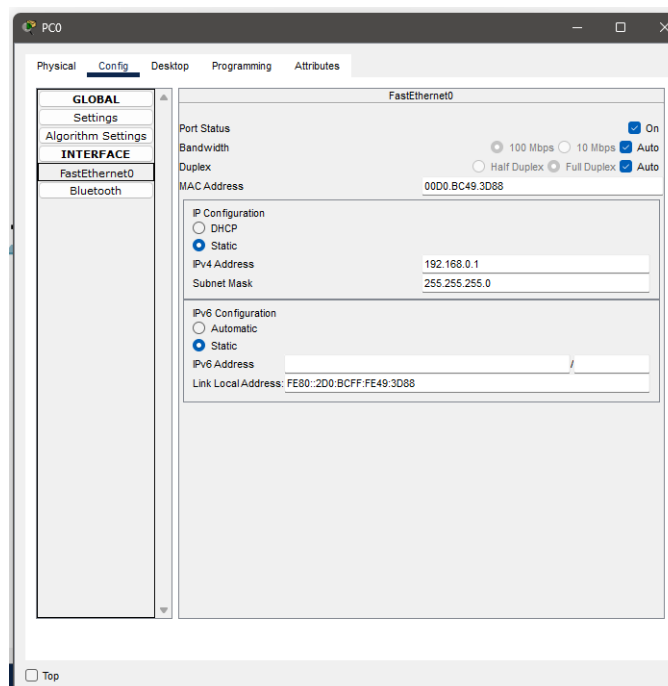 PC0
Physical Config Desktop Programming Attributes
GLOBAL
Settings
Algorithm Settings
INTERFACE
FastEthernet0
Bluetooth
FastEthernet0
Port Status On
Bandwidth 100 Mbps 10 Mbps Auto
Duplex Half Duplex Full Duplex Auto
MAC Address 00D0.BC49.3D88
IP Configuration
DHCP
Static
IPv4 Address 192.168.0.1
Subnet Mask 255.255.255.0
IPv6 Configuration
Automatic
Static
IPv6 Address /
Link Local Address: FE80::2D0:BCFF:FE49:3D88
Top